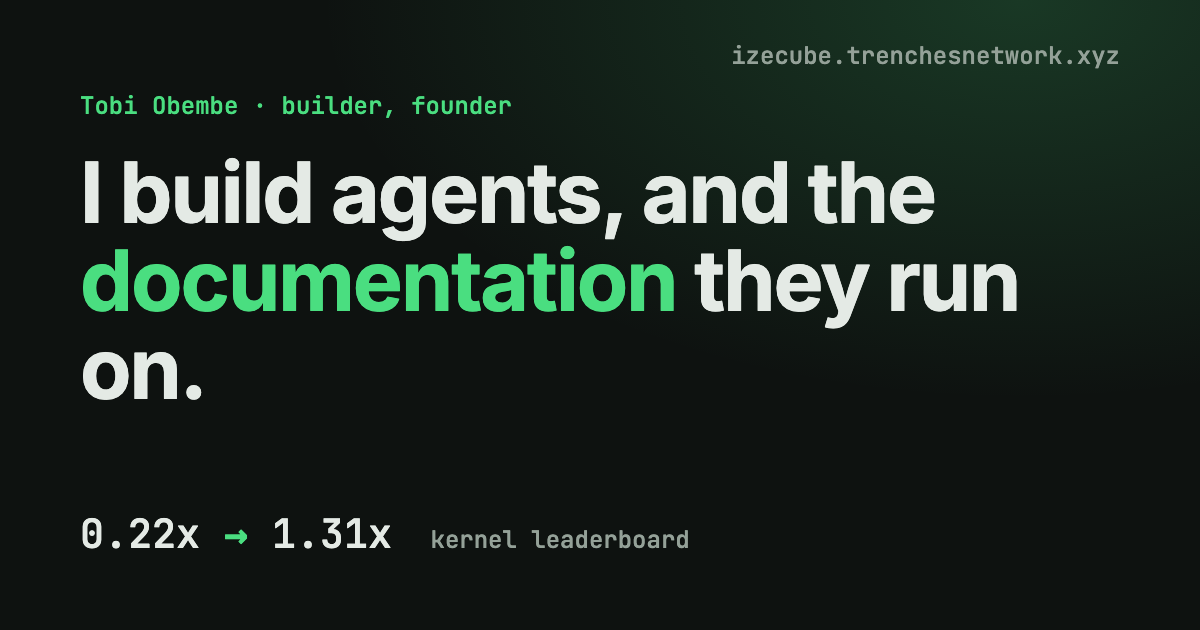 izecube.trenchesnetwork.xyz
Tobi Obembe · builder, founder
I build agents, and the
documentation they run
on.
0.22x → 1.31x kernel leaderboard